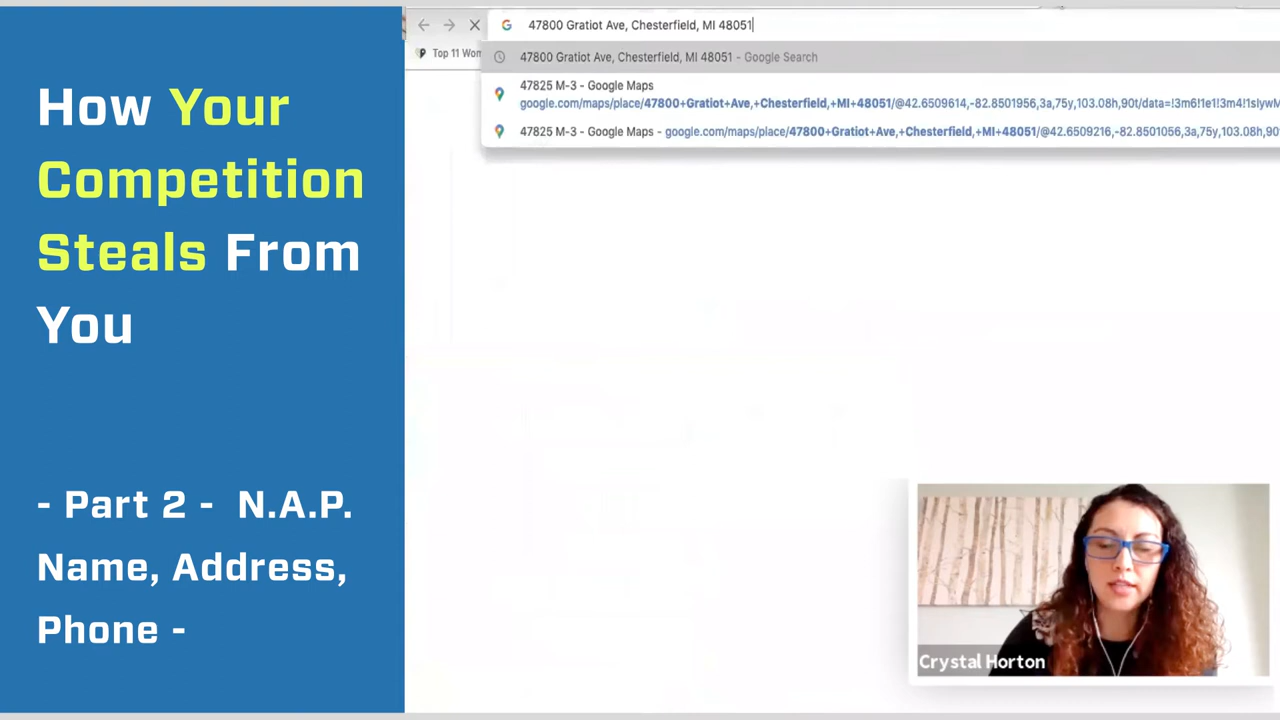 How Your
Competition
Steals From
You
- Part 2 - N.A.P.
Name, Address,
Phone -
47800 Gratiot Ave, Chesterfield, MI 48051
Top 11 Wom
47800 Gratiot Ave, Chesterfield, MI 48051 - Google Search
47825 M-3 - Google Maps
google.com/maps/place/47800+Gratiot+Ave,+Chesterfield,+MI+48051/@42.6509614,-82.8501956,3a,75y,103.08h,90t/data=!3m6!1e1!3m4!1slywM
47825 M-3 - Google Maps - google.com/maps/place/47800+Gratiot+Ave,+Chesterfield,+MI+48051/@42.6509216,-82.8501056,3a,75y,103.08h,90
Crystal Horton